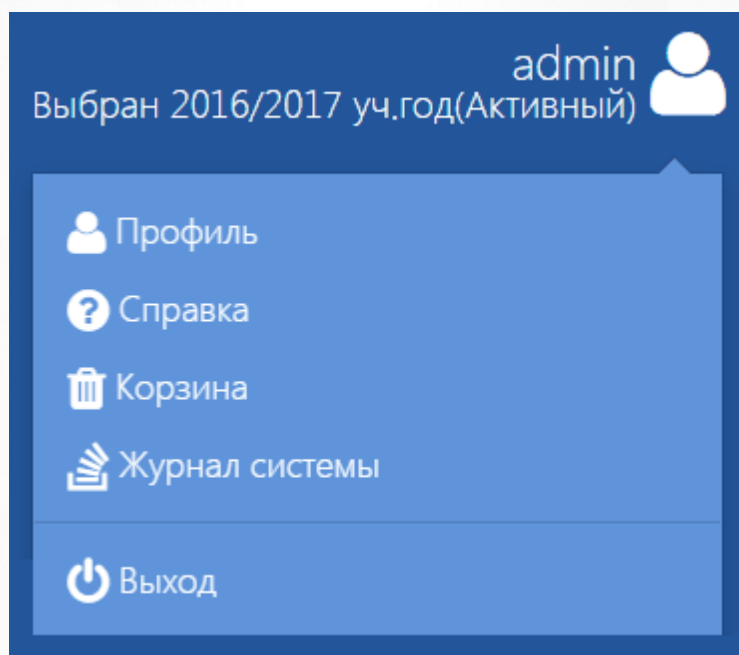 admin
Выбран 2016/2017 уч.год(Активный)
Профиль
Справка
Корзина
Журнал системы
Выход